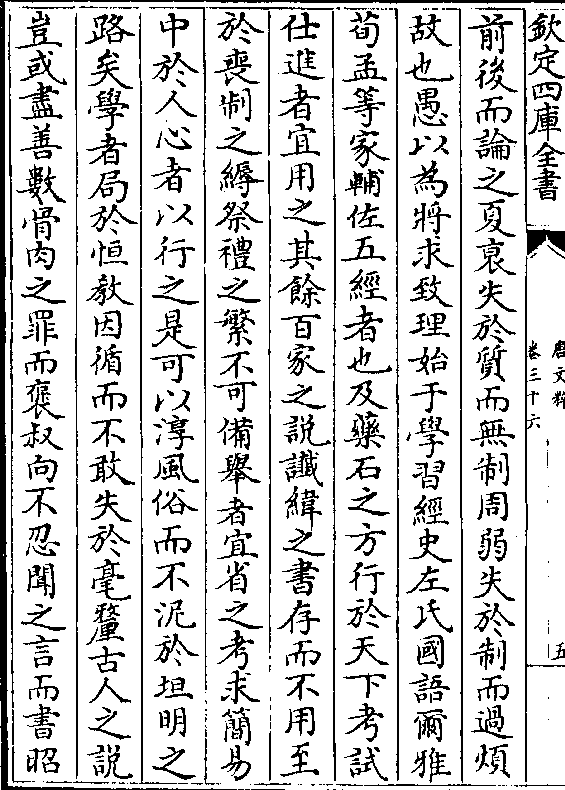 欽定四庫全書
唐文粹
卷三十六
五
前後而論之夏衰失於質而無制周弱失於制而過煩
故也愚以為將求致理始于學習經史左氏國語爾雅
荀孟等家輔佐五經者也及藥石之方行於天下考試
仕進者宜用之其餘百家之說讖緯之書存而不用至
於喪制之縟祭禮之繁不可備舉者宜省之考求簡易
中於人心者以行之是可以淳風俗而不泥於坦明之
路矣學者局於恒教因循而不敢失於毫釐古人之說
豈或盡善數骨肉之罪而褒叔向不忍聞之言而書昭